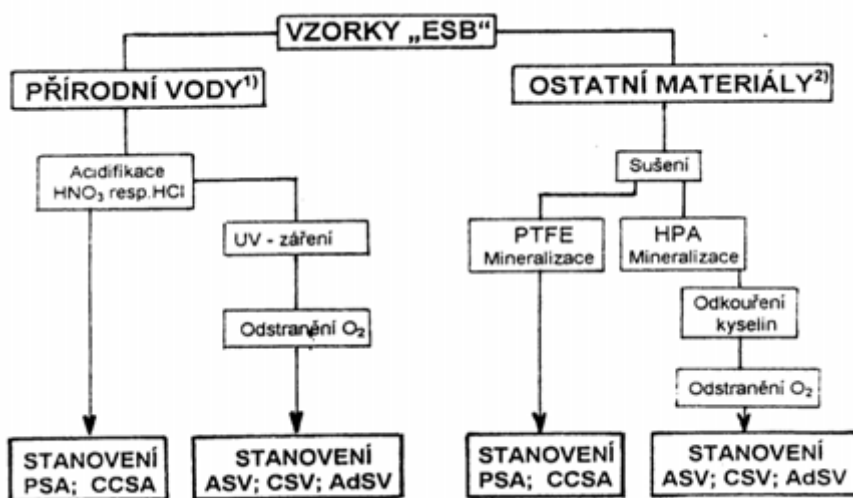 VZORKY „ESB“
PŘÍRODNÍ VODY1)
OSTATNÍ MATERIÁLY2)
Acidifikace
HNO3 resp.HCl
Sušení
UV - záření
PTFE
Mineralizace
HPA
Mineralizace
Odkouření
kyselin
Odstranění O2
Odstranění O2
STANOVENÍ
PSA; CCSA
STANOVENÍ
ASV; CSV; AdSV
STANOVENÍ
PSA; CCSA
STANOVENÍ
ASV; CSV; AdSV